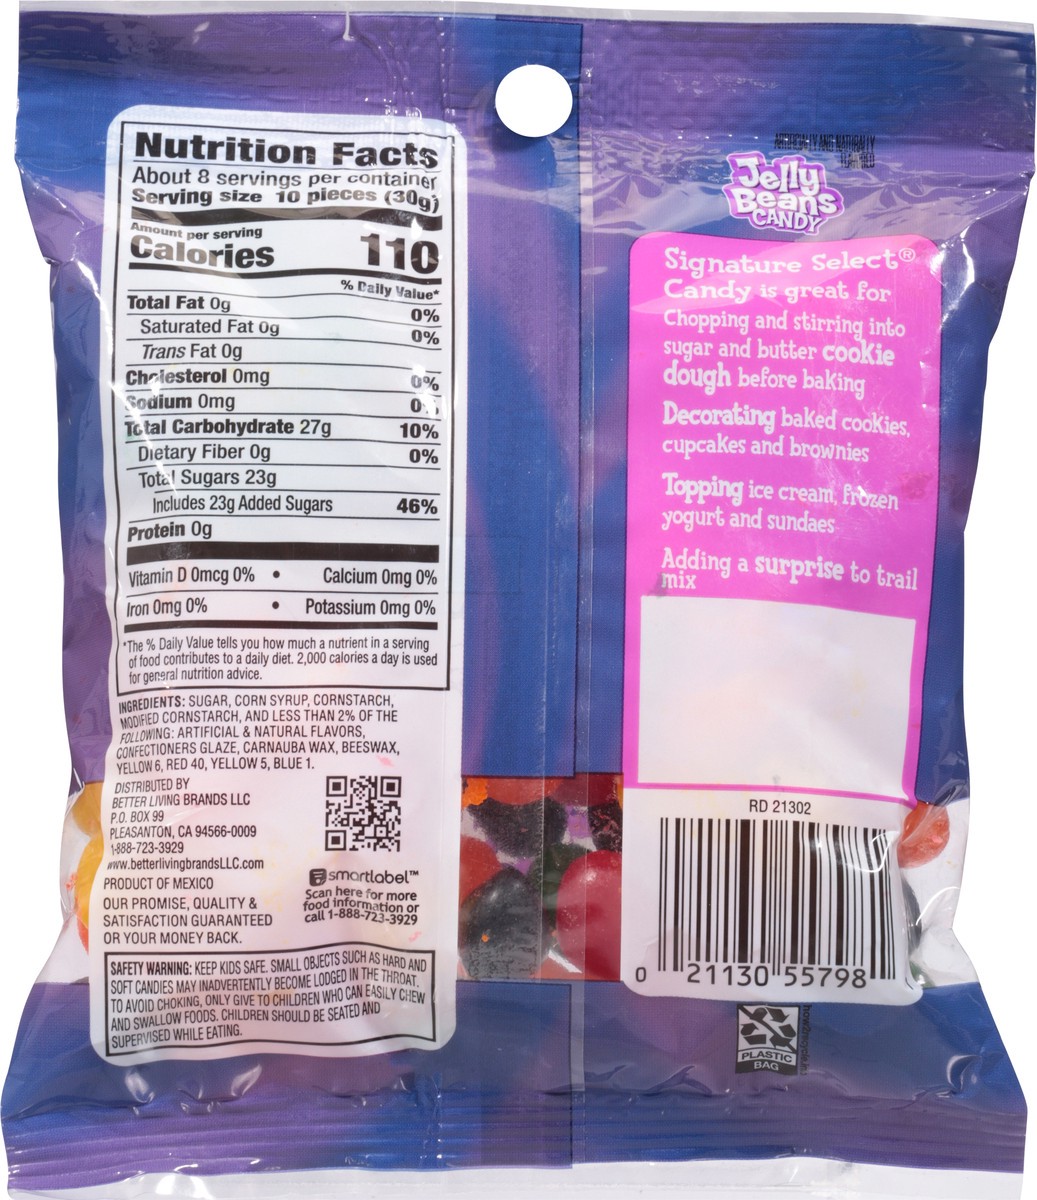 Nutrition Facts
About 8 servings per container
Serving size 10 pieces (30g)
Amount per serving
Calories 110
% Daily Value*
Total Fat 0g 0%
Saturated Fat 0g 0%
Trans Fat 0g
Cholesterol 0mg 0%
Sodium 0mg 0%
Total Carbohydrate 27g 10%
Dietary Fiber 0g 0%
Total Sugars 23g
Includes 23g Added Sugars 46%
Protein 0g
Vitamin D 0mcg 0% • Calcium 0mg 0%
Iron 0mg 0% • Potassium 0mg 0%
*The % Daily Value tells you how much a nutrient in a serving
of food contributes to a daily diet. 2,000 calories a day is used
for general nutrition advice.
INGREDIENTS: SUGAR, CORN SYRUP, CORNSTARCH,
MODIFIED CORNSTARCH, AND LESS THAN 2% OF THE
FOLLOWING: ARTIFICIAL & NATURAL FLAVORS,
CONFECTIONERS GLAZE, CARNAUBA WAX, BEESWAX,
YELLOW 6, RED 40, YELLOW 5, BLUE 1.
DISTRIBUTED BY
BETTER LIVING BRANDS LLC
P.O. BOX 99
PLEASANTON, CA 94566-0009
1-888-723-3929
www.betterlivingbrandsLLC.com
PRODUCT OF MEXICO
OUR PROMISE, QUALITY &
SATISFACTION GUARANTEED
OR YOUR MONEY BACK.
smartlabel™
Scan here for more
food information or
call 1-888-723-3929
SAFETY WARNING: KEEP KIDS SAFE. SMALL OBJECTS SUCH AS HARD AND
SOFT CANDIES MAY INADVERTENTLY BECOME LODGED IN THE THROAT.
TO AVOID CHOKING, ONLY GIVE TO CHILDREN WHO CAN EASILY CHEW
AND SWALLOW FOODS. CHILDREN SHOULD BE SEATED AND
SUPERVISED WHILE EATING.
ARTIFICIALLY AND NATURALLY
FLAVORED
Jelly
Beans
CANDY
Signature Select®
Candy is great for
Chopping and stirring into
sugar and butter cookie
dough before baking
Decorating baked cookies,
cupcakes and brownies
Topping ice cream, frozen
yogurt and sundaes
Adding a surprise to trail
mix
RD 21302
0 21130 55798
PLASTIC
BAG